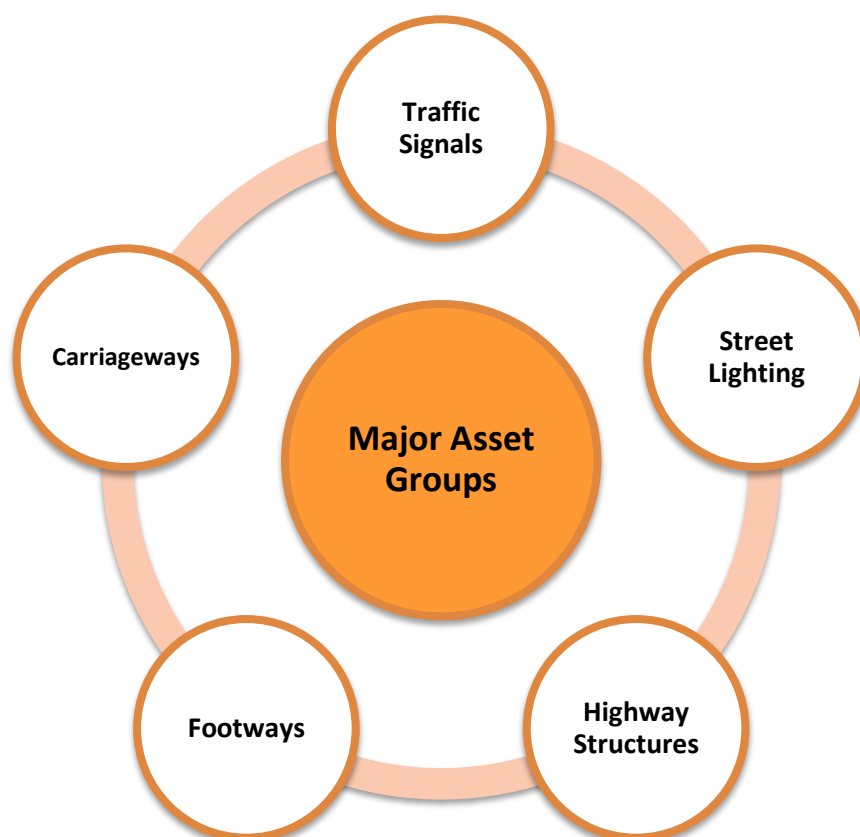 Traffic
Signals
Street
Lighting
Carriageways
Major Asset
Groups
Highway
Structures
Footways